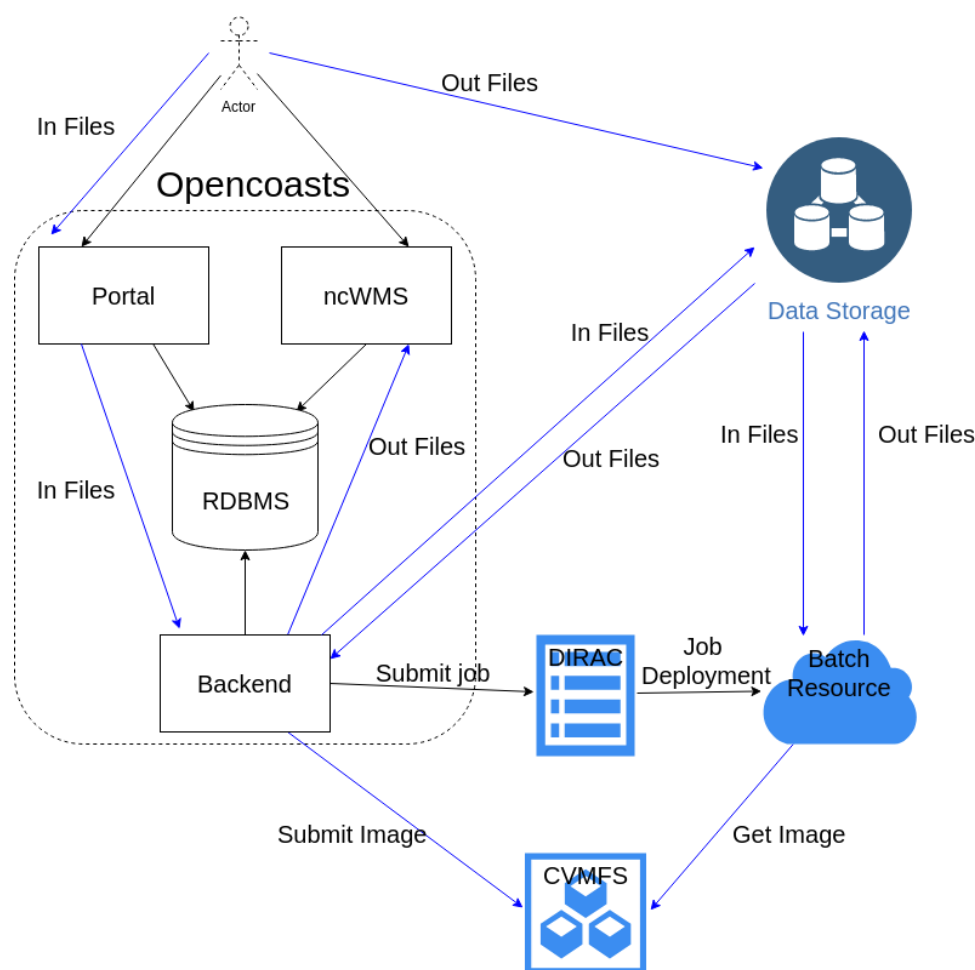 Actor
Out Files
In Files
Opencoasts
Portal
ncWMS
Data Storage
In Files
In Files
Out Files
Out Files
Out Files
In Files
RDBMS
Backend
Submit job
DIRAC
Job
Deployment
Batch
Resource
Submit Image
Get Image
CVMFS